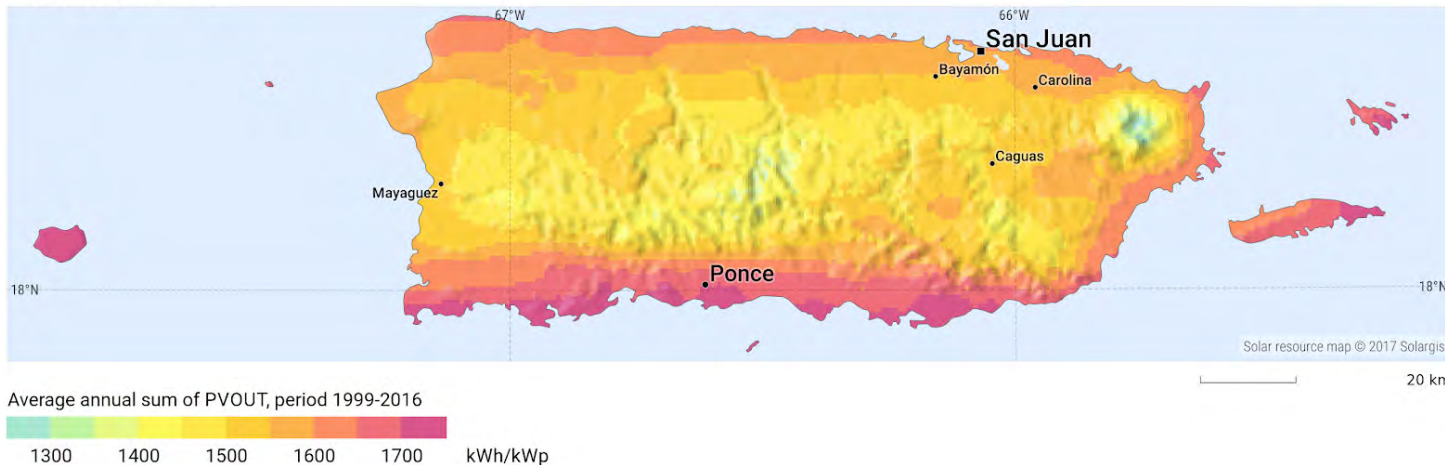 67°W
66°W
San Juan
Bayamón
Carolina
Caguas
Mayaguez
Ponce
18°N
18°N
Solar resource map © 2017 Solargis
20 km
Average annual sum of PVOUT, period 1999-2016
1300 1400 1500 1600 1700 kWh/kWp